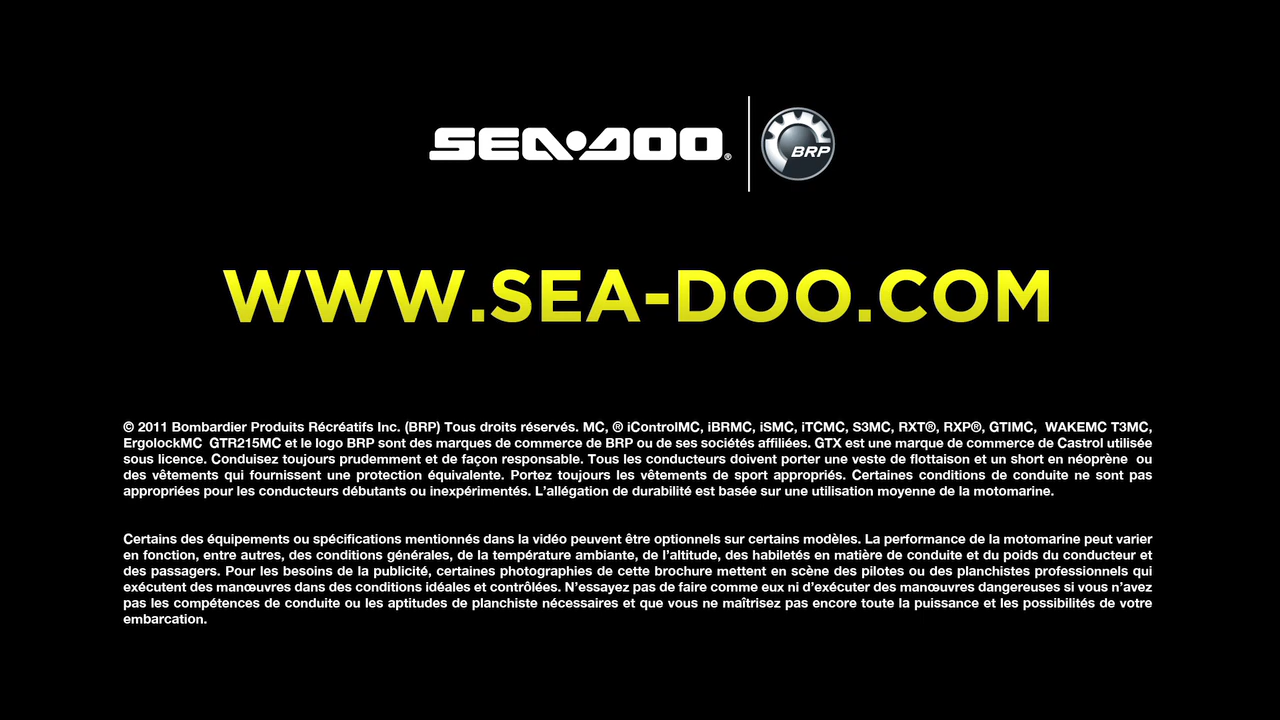 SEA-DOO®
BRP
WWW.SEA-DOO.COM
© 2011 Bombardier Produits Récréatifs Inc. (BRP) Tous droits réservés. MC, ® iControlMC, iBRMC, iSMC, iTCMC, S3MC, RXT®, RXP®, GTIMC,  WAKEMC T3MC,
ErgolockMC  GTR215MC et le logo BRP sont des marques de commerce de BRP ou de ses sociétés affiliées. GTX est une marque de commerce de Castrol utilisée
sous licence. Conduisez toujours prudemment et de façon responsable. Tous les conducteurs doivent porter une veste de flottaison et un short en néoprène  ou
des vêtements qui fournissent une protection équivalente. Portez toujours les vêtements de sport appropriés. Certaines conditions de conduite ne sont pas
appropriées pour les conducteurs débutants ou inexpérimentés. L’allégation de durabilité est basée sur une utilisation moyenne de la motomarine.
Certains des équipements ou spécifications mentionnés dans la vidéo peuvent être optionnels sur certains modèles. La performance de la motomarine peut varier
en fonction, entre autres, des conditions générales, de la température ambiante, de l’altitude, des habiletés en matière de conduite et du poids du conducteur et
des passagers. Pour les besoins de la publicité, certaines photographies de cette brochure mettent en scène des pilotes ou des planchistes professionnels qui
exécutent des manœuvres dans des conditions idéales et contrôlées. N’essayez pas de faire comme eux ni d’exécuter des manœuvres dangereuses si vous n’avez
pas les compétences de conduite ou les aptitudes de planchiste nécessaires et que vous ne maîtrisez pas encore toute la puissance et les possibilités de votre
embarcation.